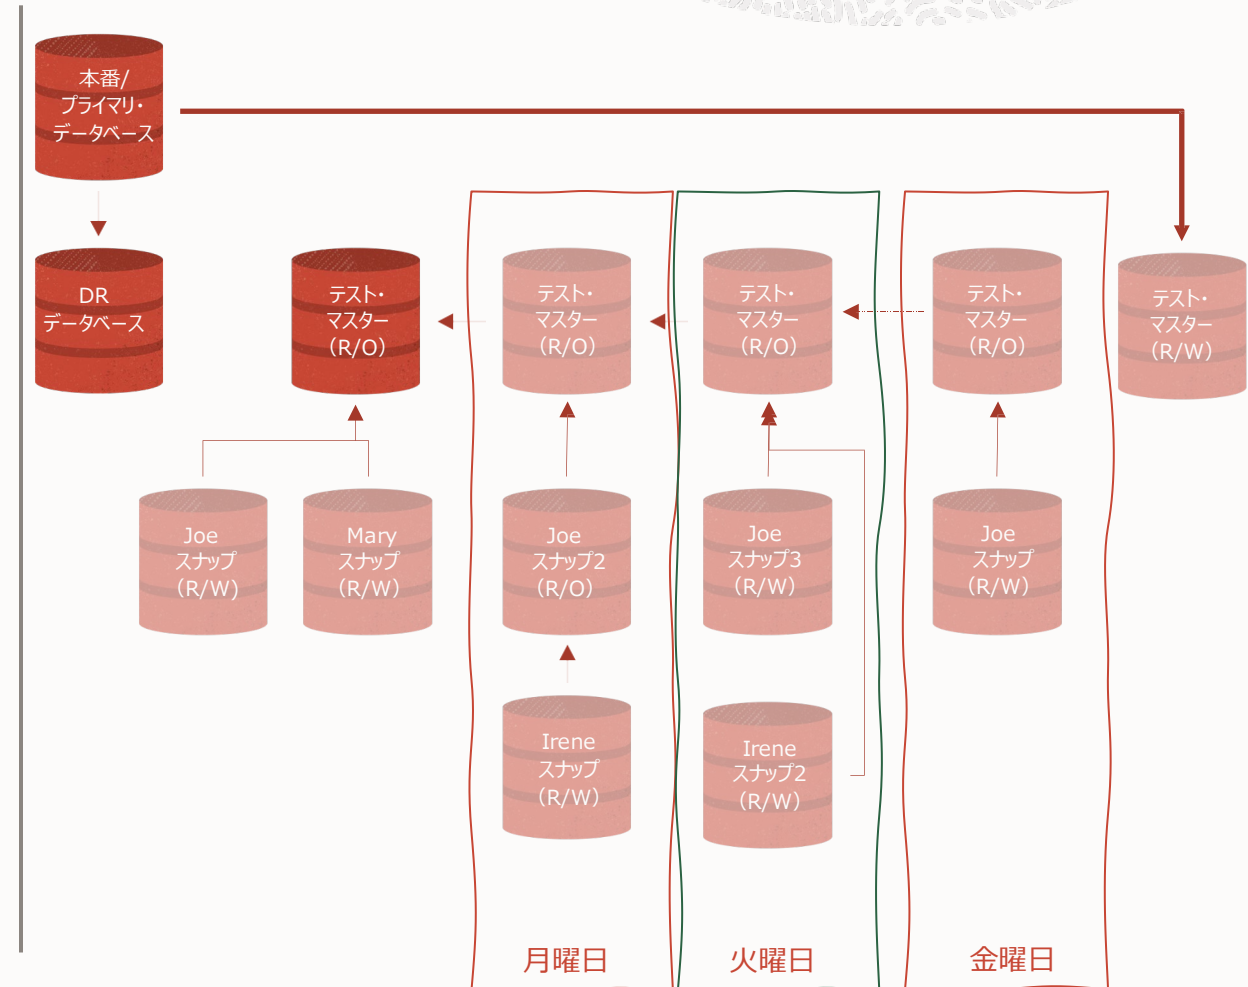 本番/
プライマリ・
データベース
DR
データベース
テスト・
マスター
（R/O）
テスト・
マスター
（R/O）
テスト・
マスター
（R/O）
テスト・
マスター
（R/O）
テスト・
マスター
（R/W）
Joe
スナップ
（R/W）
Mary
スナップ
（R/W）
Joe
スナップ2
（R/O）
Joe
スナップ3
（R/W）
Joe
スナップ
（R/W）
Irene
スナップ
（R/W）
Irene
スナップ2
（R/W）
月曜日
火曜日
金曜日